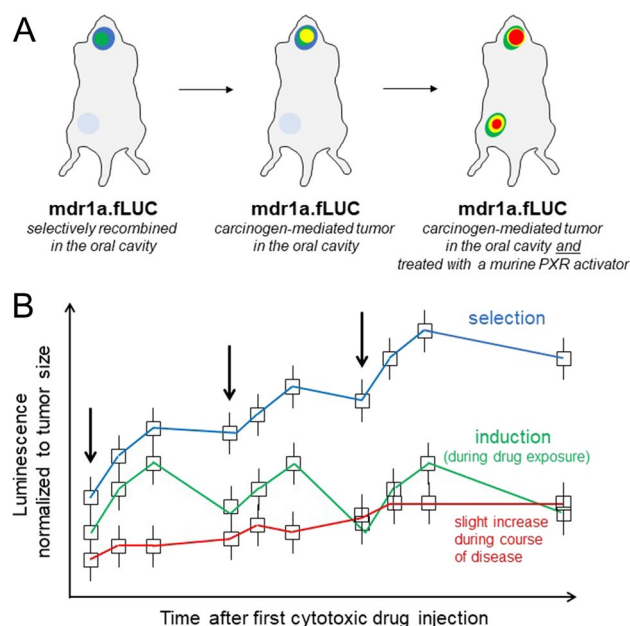 A
mdr1a.fLUC
selectively recombined
in the oral cavity
mdr1a.fLUC
carcinogen-mediated tumor
in the oral cavity
mdr1a.fLUC
carcinogen-mediated tumor
in the oral cavity and
treated with a murine PXR activator
B
Luminescence
normalized to tumor size
selection
induction
(during drug exposure)
slight increase
during course
of disease
Time after first cytotoxic drug injection